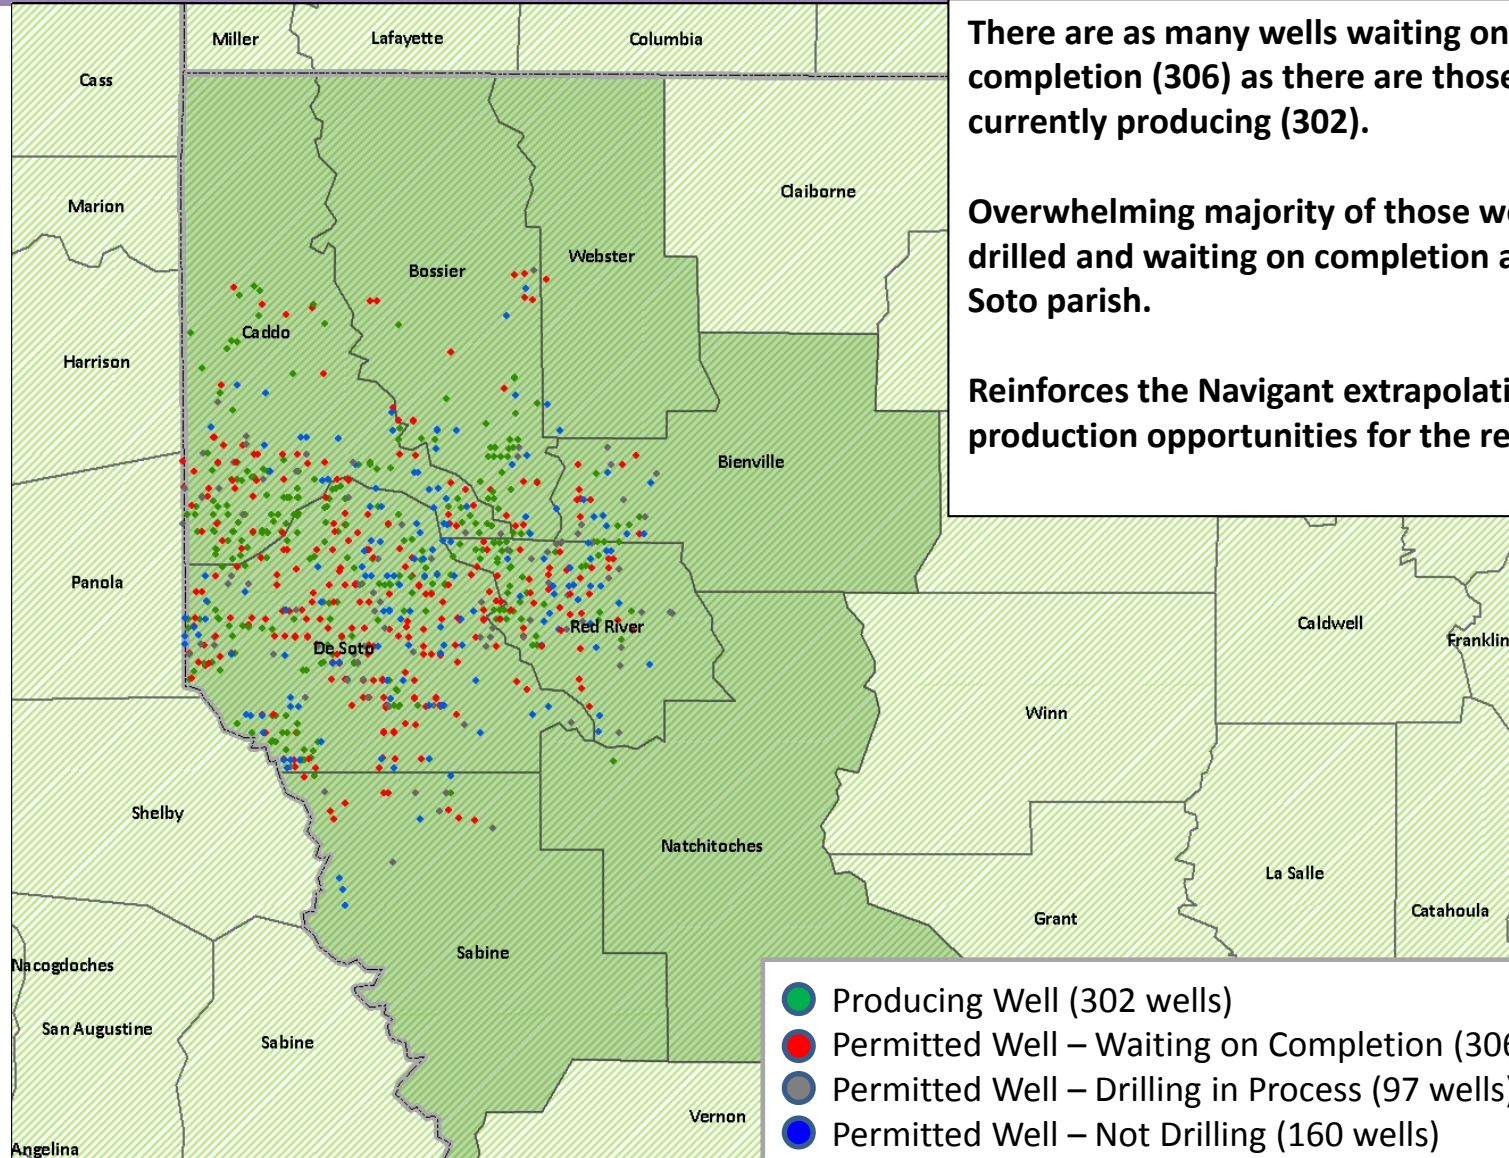 Miller
Lafayette
Columbia
Cass
There are as many wells waiting on
completion (306) as there are those
currently producing (302).
Overwhelming majority of those
drilled and waiting on completion
Soto parish.
Reinforces the Navigant
production opportunities for the
Marion
Claiborne
Webster
Bossier
Caddo
Harrison
Bienville
Panola
Red River
Caldwell
Franklin
De Soto
Winn
Shelby
Natchitoches
La Salle
Catahoula
Grant
Sabine
Nacogdoches
San Augustine
Sabine
Vernon
Angelina
Producing Well (302 wells)
Permitted Well – Waiting on Completion (306
Permitted Well – Drilling in Process (97 wells)
Permitted Well – Not Drilling (160 wells)